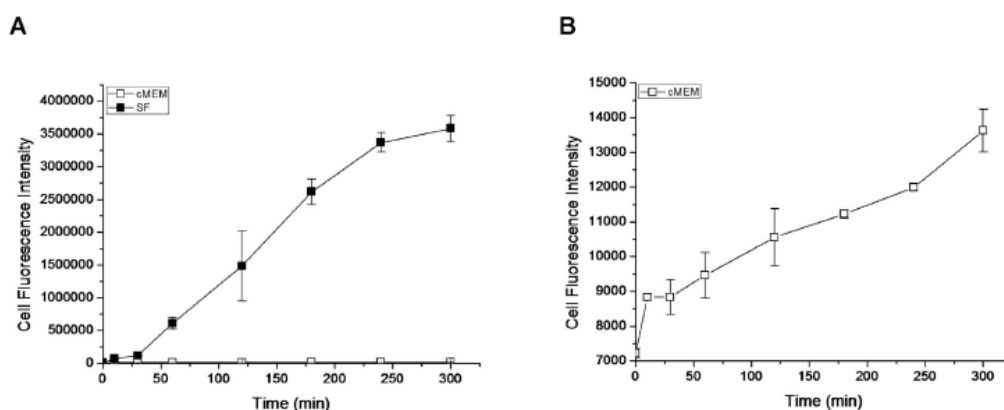 A
B
cMEM
SF
4000000
3500000
3000000
2500000
2000000
1500000
1000000
500000
0
Cell Fluorescence Intensity
0 50 100 150 200 250 300
Time (min)
cMEM
15000
14000
13000
12000
11000
10000
9000
8000
7000
Cell Fluorescence Intensity
0 50 100 150 200 250 300
Time (min)